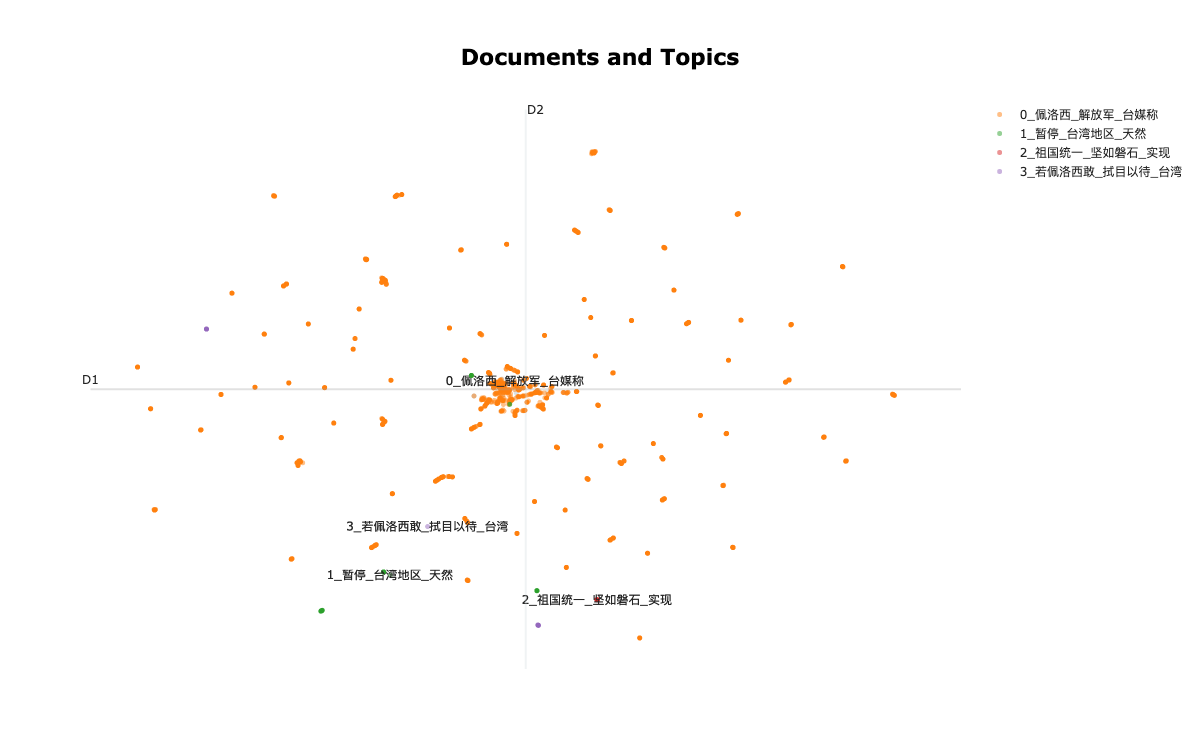 Documents and Topics
D2
0_佩洛西_解放军_台媒称
1_暂停_台湾地区_天然
2_祖国统一_坚如磐石_实现
3_若佩洛西敢_拭目以待_台湾
D1
0_佩洛西_解放军_台媒称
3_若佩洛西敢_拭目以待_台湾
1_暂停_台湾地区_天然
2_祖国统一_坚如磐石_实现